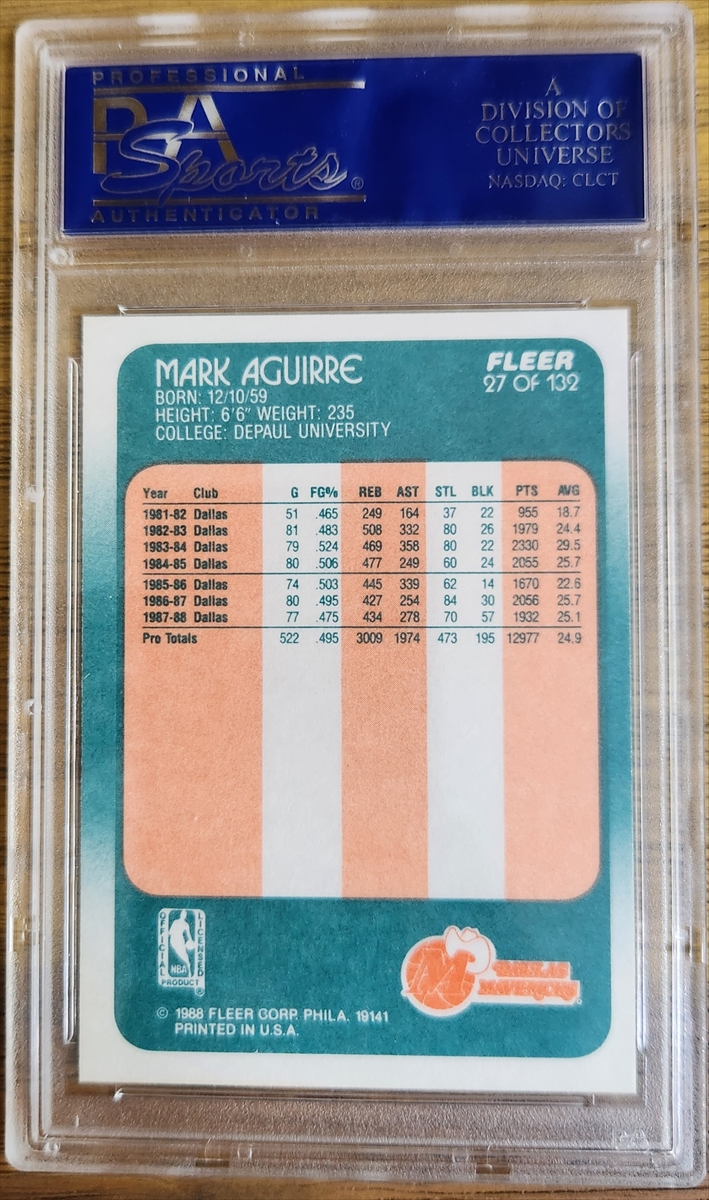 PROFESSIONAL
PSA
Sports®
AUTHENTICATOR
A
DIVISION OF
COLLECTORS
UNIVERSE
NASDAQ: CLCT
MARK AGUIRRE
FLEER
27 OF 132
BORN: 12/10/59
HEIGHT: 6'6" WEIGHT: 235
COLLEGE: DEPAUL UNIVERSITY
Year Club G FG% REB AST STL BLK PTS AVG
1981-82 Dallas 51 .465 249 164 37 22 955 18.7
1982-83 Dallas 81 .483 508 332 80 26 1979 24.4
1983-84 Dallas 79 .524 469 358 80 22 2330 29.5
1984-85 Dallas 80 .506 477 249 60 24 2055 25.7
1985-86 Dallas 74 .503 445 339 62 14 1670 22.6
1986-87 Dallas 80 .495 427 254 84 30 2056 25.7
1987-88 Dallas 77 .475 434 278 70 57 1932 25.1
Pro Totals 522 .495 3009 1974 473 195 12977 24.9
OFFICIAL
LICENSED
NBA
PRODUCT ®
M
DALLAS
MAVERICKS
© 1988 FLEER CORP. PHILA. 19141
PRINTED IN U.S.A.